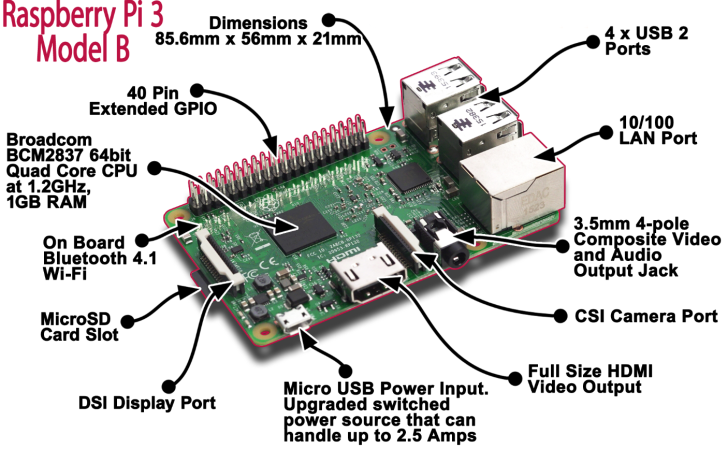 Raspberry Pi 3
Model B
Dimensions
85.6mm x 56mm x 21mm
4 x USB 2
Ports
40 Pin
Extended GPIO
10/100
LAN Port
Broadcom
BCM2837 64bit
Quad Core CPU
at 1.2GHz,
1GB RAM
On Board
Bluetooth 4.1
Wi-Fi
3.5mm 4-pole
Composite Video
and Audio
Output Jack
MicroSD
Card Slot
CSI Camera Port
DSI Display Port
Full Size HDMI
Video Output
Micro USB Power Input.
Upgraded switched
power source that can
handle up to 2.5 Amps
HDMI